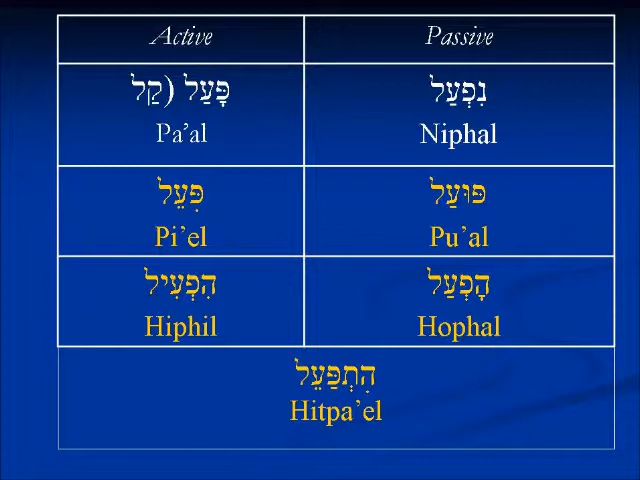 Active Passive
פָּעַל (קַל נִפְעַל
Pa’al Niphal
פִּעֵל פּוּעַל
Pi’el Pu’al
הִפְעִיל הָפְעַל
Hiphil Hophal
הִתְפַּעֵל
Hitpa’el